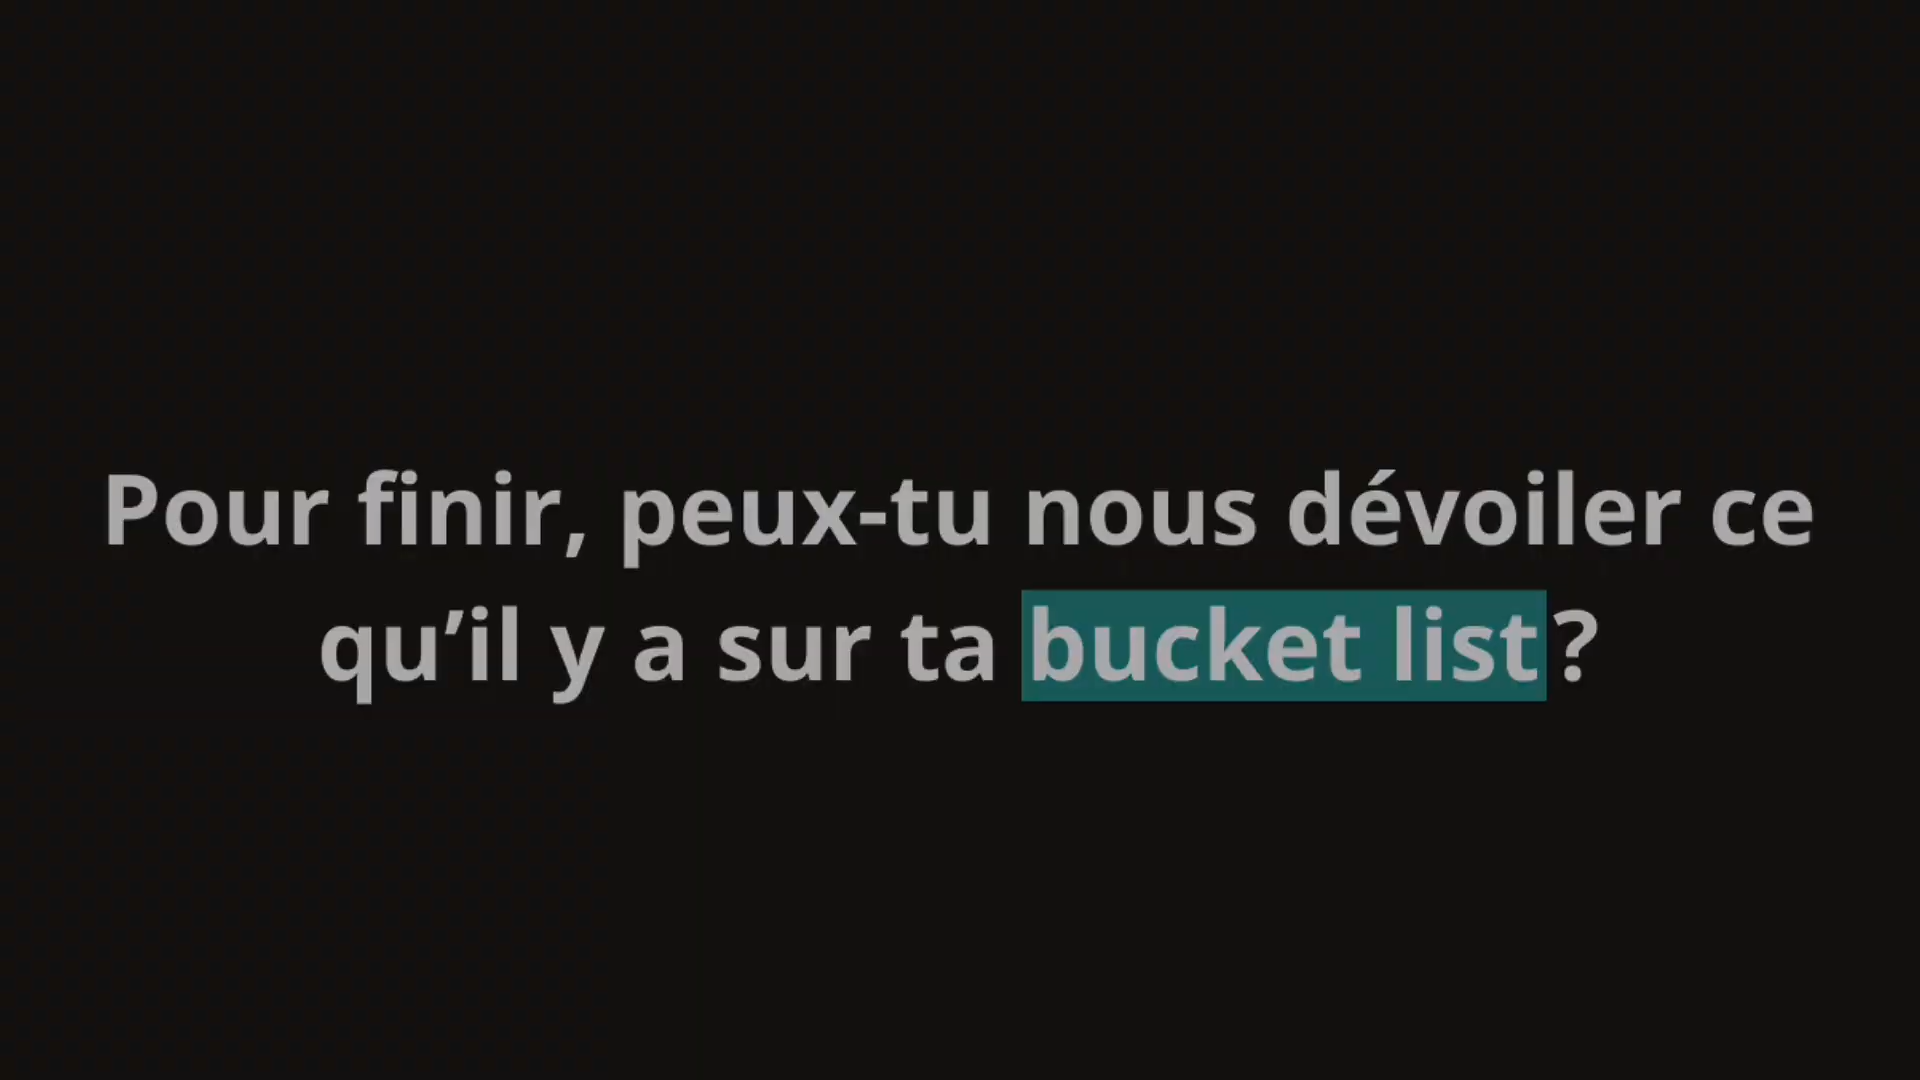 Pour finir, peux-tu nous dévoiler ce
qu’il y a sur ta bucket list ?